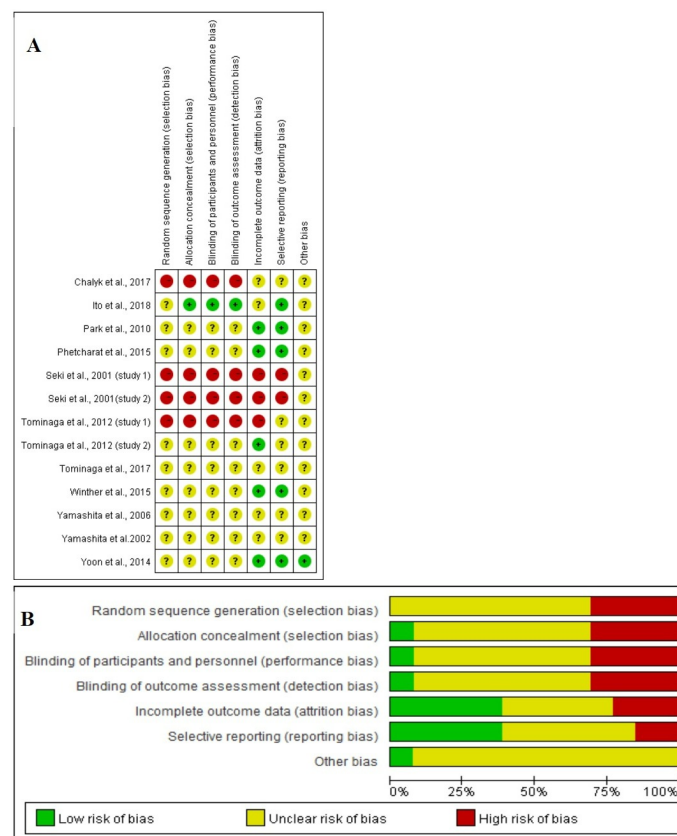 A
Random sequence generation (selection bias)
Allocation concealment (selection bias)
Blinding of participants and personnel (performance bias)
Blinding of outcome assessment (detection bias)
Incomplete outcome data (attrition bias)
Selective reporting (reporting bias)
Other bias
Chalyk et al., 2017 ? ? ?
Ito et al., 2018 ? + + + ? + ?
Park et al., 2010 ? ? ? ? + + ?
Phetcharat et al., 2015 ? ? ? ? + + ?
Seki et al., 2001 (study 1) ?
Seki et al., 2001(study 2) ?
Tominaga et al., 2012 (study 1) ? ?
Tominaga et al., 2012 (study 2) ? ? ? ? + ? ?
Tominaga et al., 2017 ? ? ? ? ? ? ?
Winther et al., 2015 ? ? ? ? + + ?
Yamashita et al., 2006 ? ? ? ? ? ? ?
Yamashita et al.2002 ? ? ? ? ? ? ?
Yoon et al., 2014 ? ? ? ? + + +
B
Random sequence generation (selection bias)
Allocation concealment (selection bias)
Blinding of participants and personnel (performance bias)
Blinding of outcome assessment (detection bias)
Incomplete outcome data (attrition bias)
Selective reporting (reporting bias)
Other bias
0% 25% 50% 75% 100%
Low risk of bias Unclear risk of bias High risk of bias